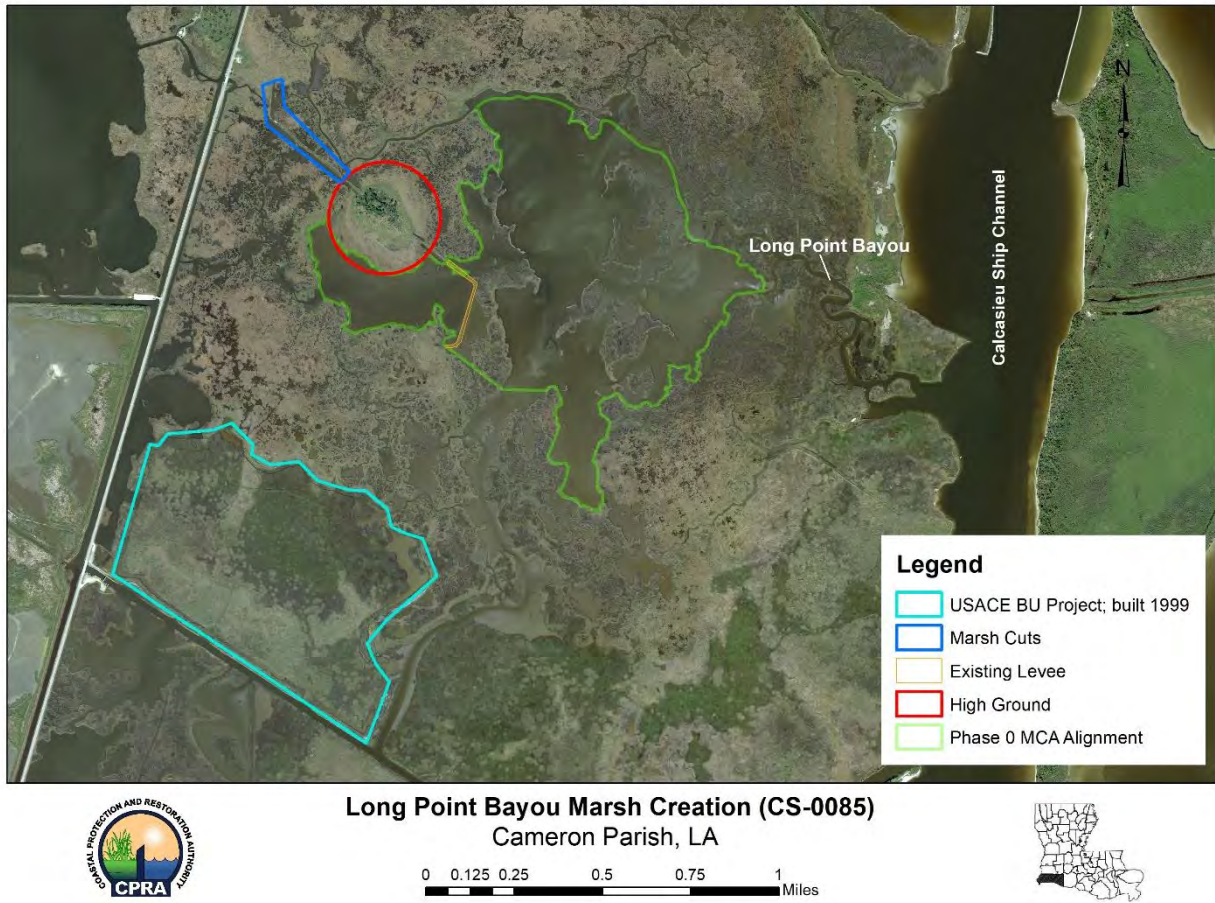 N
Long Point Bayou
Calcasieu Ship Channel
Legend
USACE BU Project; built 1999
Marsh Cuts
Existing Levee
High Ground
Phase 0 MCA Alignment
COASTAL PROTECTION AND RESTORATION AUTHORITY
CPRA
Long Point Bayou Marsh Creation (CS-0085)
Cameron Parish, LA
0 0.125 0.25 0.5 0.75 1
Miles